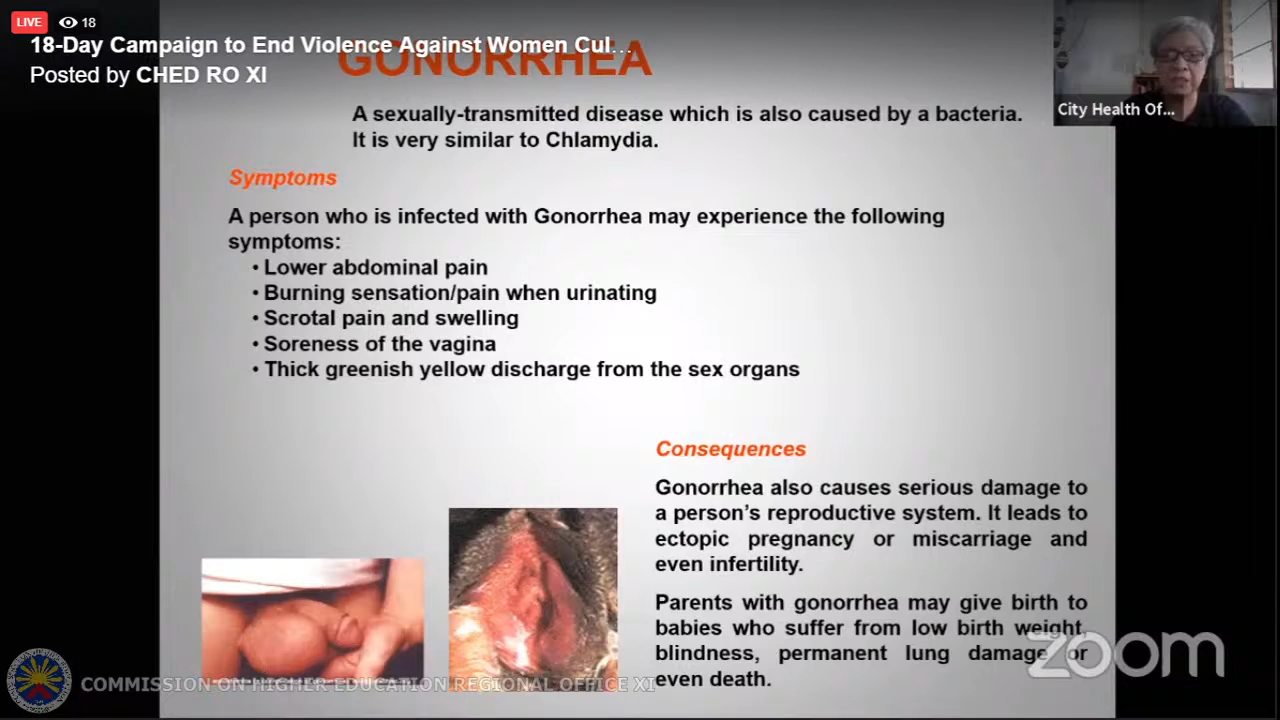 LIVE 18
18-Day Campaign to End Violence Against Women Cul...
Posted by CHED RO XI
GONORRHEA
City Health Of...
A sexually-transmitted disease which is also caused by a bacteria.
It is very similar to Chlamydia.
Symptoms
A person who is infected with Gonorrhea may experience the following
symptoms:
• Lower abdominal pain
• Burning sensation/pain when urinating
• Scrotal pain and swelling
• Soreness of the vagina
• Thick greenish yellow discharge from the sex organs
Consequences
Gonorrhea also causes serious damage to
a person's reproductive system. It leads to
ectopic pregnancy or miscarriage and
even infertility.
Parents with gonorrhea may give birth to
babies who suffer from low birth weight,
blindness, permanent lung damage or
even death.
zoom
COMMISSION ON HIGHER EDUCATION REGIONAL OFFICE XI